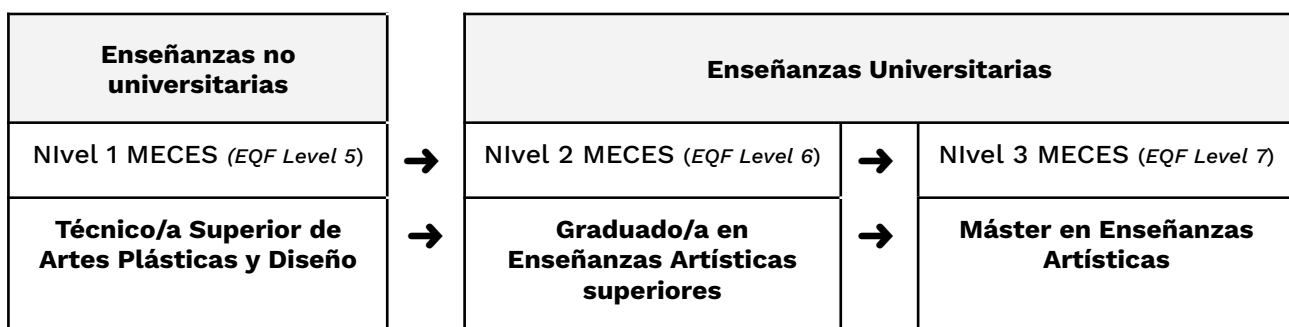 Enseñanzas no
universitarias
Enseñanzas Universitarias
NIvel 1 MECES (EQF Level 5)
➜
NIvel 2 MECES (EQF Level 6)
➜
NIvel 3 MECES (EQF Level 7)
Técnico/a Superior de
Artes Plásticas y Diseño
➜
Graduado/a en
Enseñanzas Artísticas
superiores
➜
Máster en Enseñanzas
Artísticas